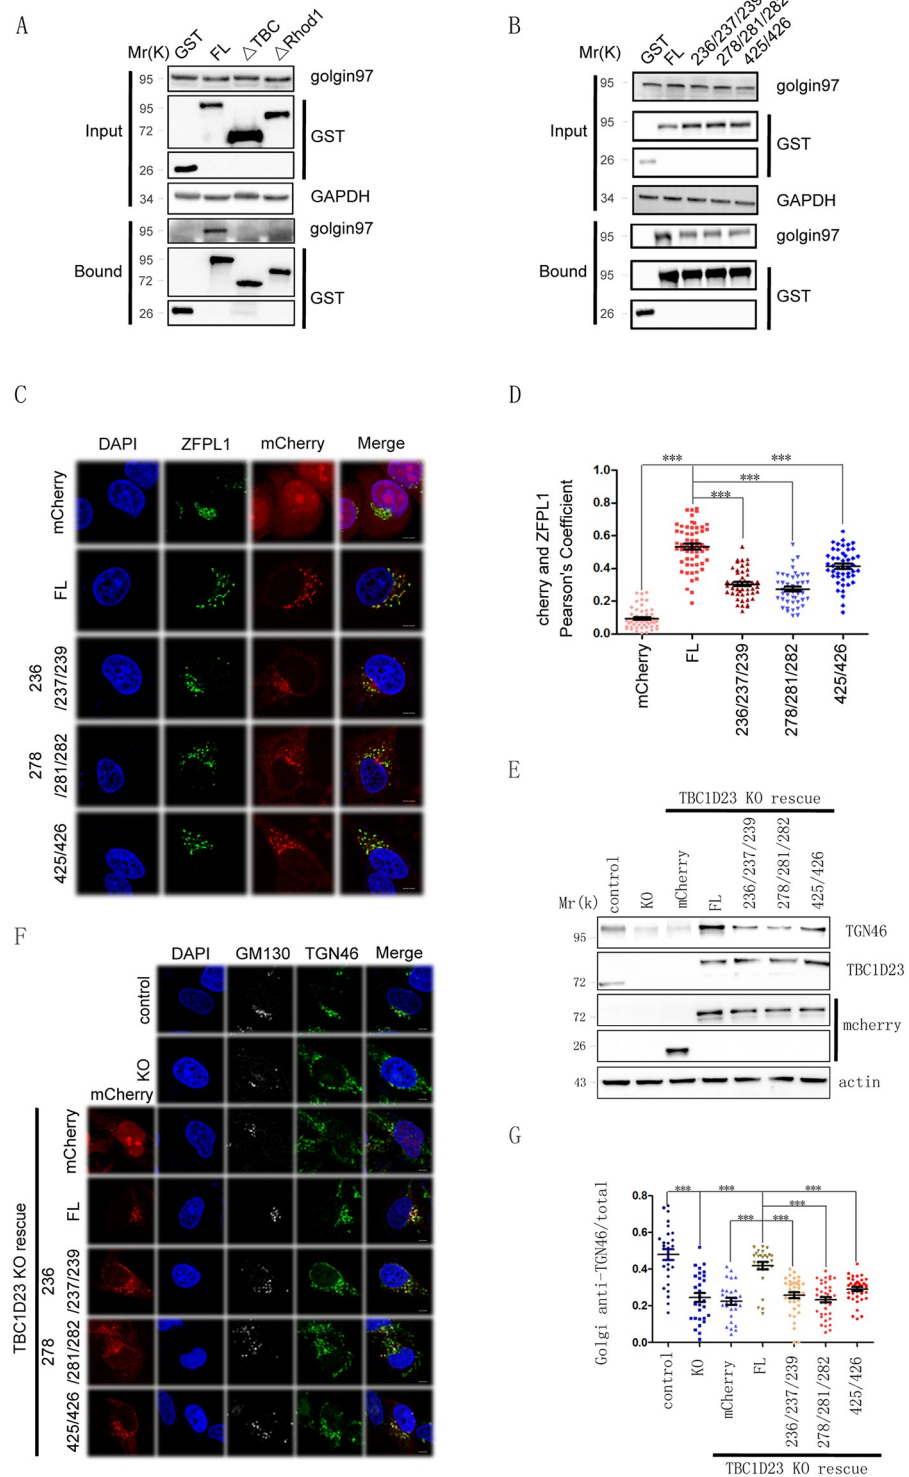 A
Mr(K)
GST
FL
△TBC
△Rhod1
Input
95
golgin97
95
72
GST
26
34
GAPDH
Bound
95
golgin97
95
72
GST
26
B
Mr(K)
GST
FL
236/237/239
278/281/282
425/426
Input
95
golgin97
95
GST
26
34
GAPDH
Bound
95
golgin97
95
GST
26
C
DAPI
ZFPL1
mCherry
Merge
mCherry
FL
236
/237/239
278
/281/282
425/426
D
cherry and ZFPL1
Pearson's Coefficient
1.0
0.8
0.6
0.4
0.2
0.0
***
***
***
***
mCherry
FL
236/237/239
278/281/282
425/426
E
TBC1D23 KO rescue
Mr(k)
control
KO
mCherry
FL
236/237/239
278/281/282
425/426
95
TGN46
72
TBC1D23
72
26
mcherry
43
actin
F
DAPI
GM130
TGN46
Merge
control
KO
mCherry
TBC1D23 KO rescue
mCherry
FL
236
/237/239
278
/281/282
425/426
G
Golgi anti-TGN46/total
0.8
0.6
0.4
0.2
0.0
***
***
***
***
***
***
control
KO
mCherry
FL
236/237/239
278/281/282
425/426
TBC1D23 KO rescue